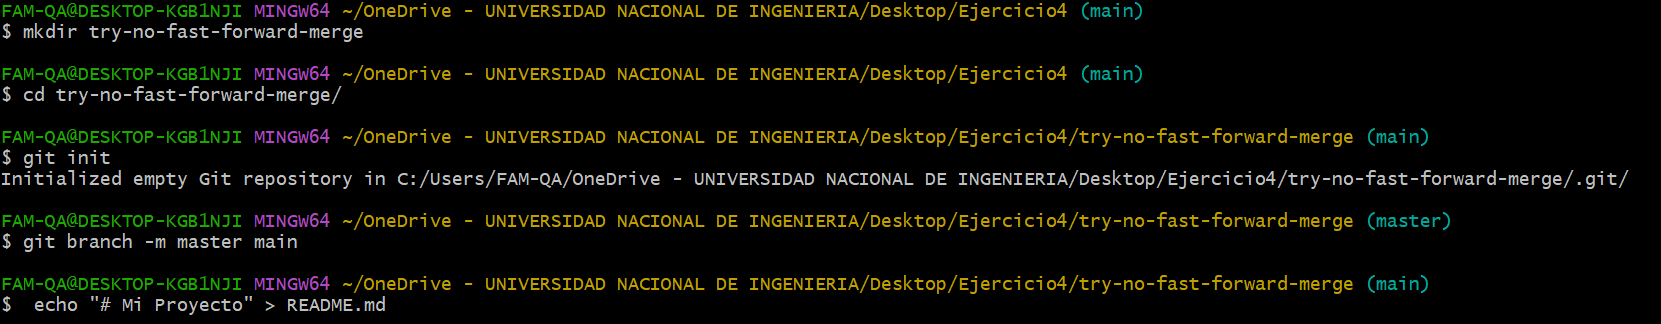 FAM-QA@DESKTOP-KGB1NJI MINGW64 ~/OneDrive - UNIVERSIDAD NACIONAL DE INGENIERIA/Desktop/Ejercicio4 (main)
$ mkdir try-no-fast-forward-merge
FAM-QA@DESKTOP-KGB1NJI MINGW64 ~/OneDrive - UNIVERSIDAD NACIONAL DE INGENIERIA/Desktop/Ejercicio4 (main)
$ cd try-no-fast-forward-merge/
FAM-QA@DESKTOP-KGB1NJI MINGW64 ~/OneDrive - UNIVERSIDAD NACIONAL DE INGENIERIA/Desktop/Ejercicio4/try-no-fast-forward-merge (main)
$ git init
Initialized empty Git repository in C:/Users/FAM-QA/OneDrive - UNIVERSIDAD NACIONAL DE INGENIERIA/Desktop/Ejercicio4/try-no-fast-forward-merge/.git/
FAM-QA@DESKTOP-KGB1NJI MINGW64 ~/OneDrive - UNIVERSIDAD NACIONAL DE INGENIERIA/Desktop/Ejercicio4/try-no-fast-forward-merge (master)
$ git branch -m master main
FAM-QA@DESKTOP-KGB1NJI MINGW64 ~/OneDrive - UNIVERSIDAD NACIONAL DE INGENIERIA/Desktop/Ejercicio4/try-no-fast-forward-merge (main)
$  echo "# Mi Proyecto" > README.md